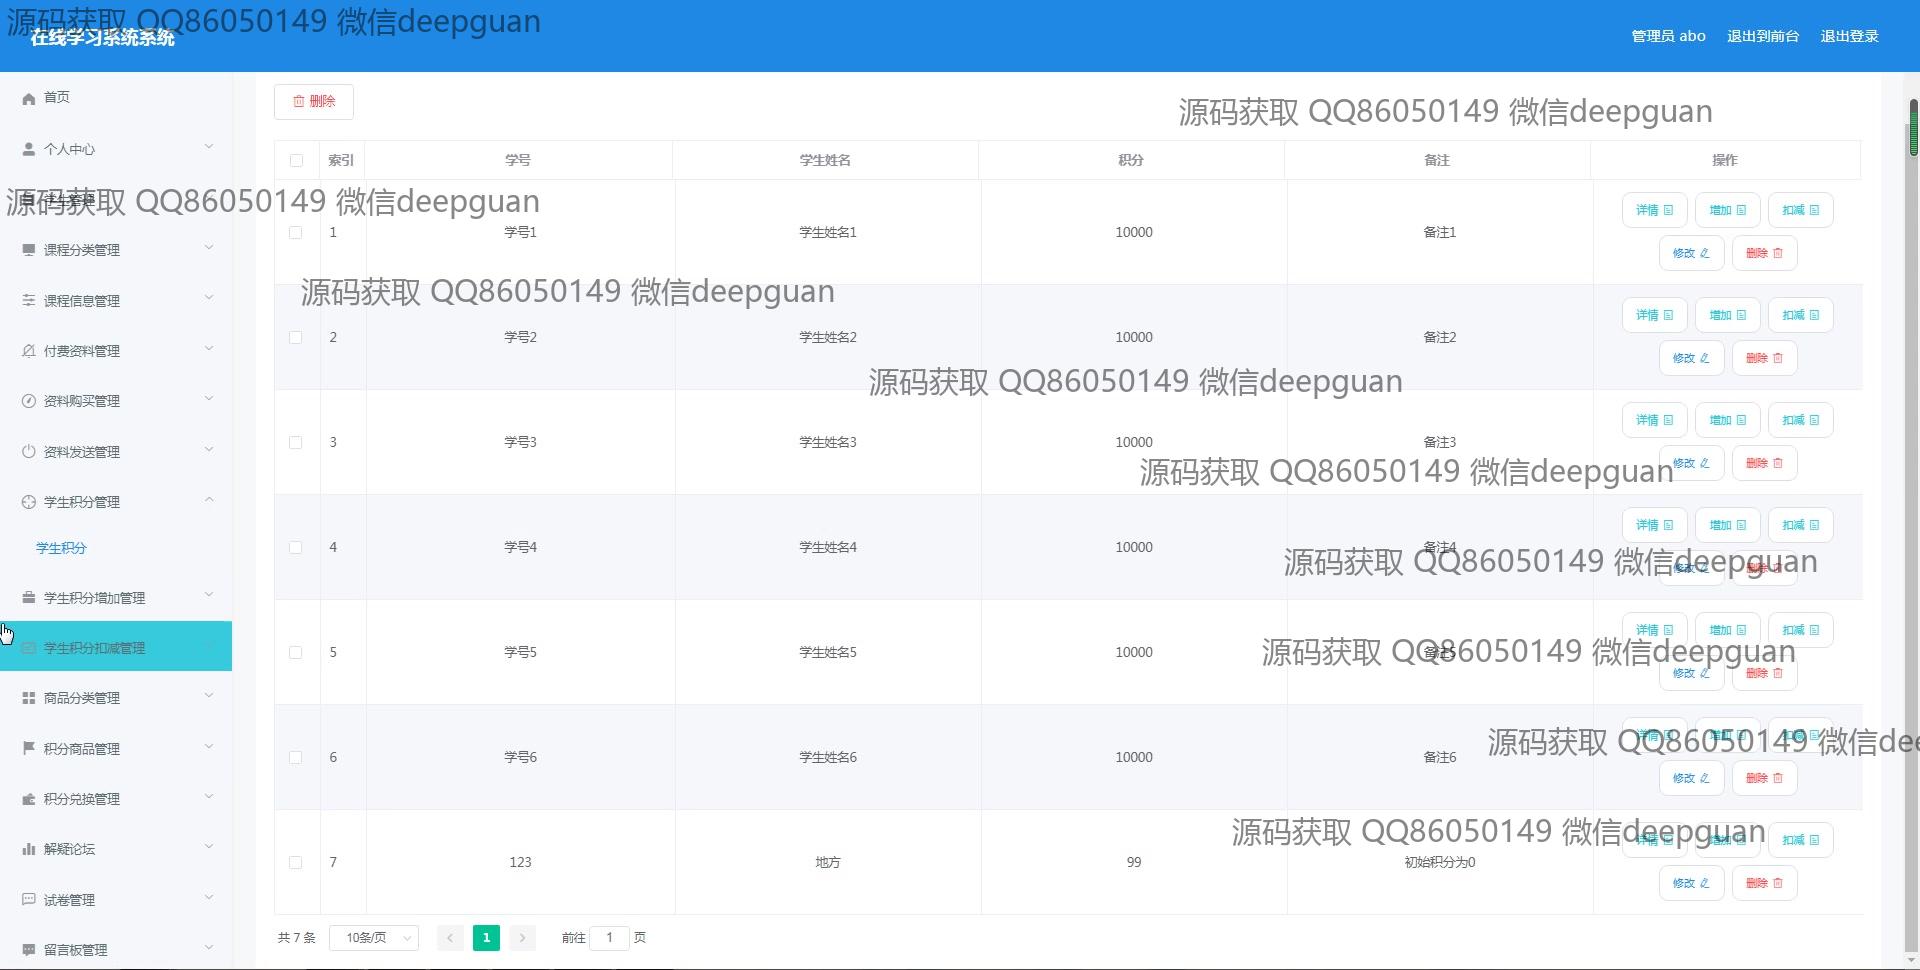 源码获取 QQ86050149 微信deepguan
在线学习系统系统
管理员 abo 退出到前台 退出登录
首页
个人中心
学生管理
课程分类管理
课程信息管理
付费资料管理
资料购买管理
资料发送管理
学生积分管理
学生积分
学生积分增加管理
学生积分扣减管理
商品分类管理
积分商品管理
积分兑换管理
解疑论坛
试卷管理
留言板管理
删除
源码获取 QQ86050149 微信deepguan
索引 学号 学生姓名 积分 备注 操作
源码获取 QQ86050149 微信deepguan
1 学号1 学生姓名1 10000 备注1 详情 增加 扣减
修改 删除
源码获取 QQ86050149 微信deepguan
2 学号2 学生姓名2 10000 备注2 详情 增加 扣减
修改 删除
源码获取 QQ86050149 微信deepguan
3 学号3 学生姓名3 10000 备注3 详情 增加 扣减
修改 删除
源码获取 QQ86050149 微信deepguan
4 学号4 学生姓名4 10000 备注4 详情 增加 扣减
修改 删除
源码获取 QQ86050149 微信deepguan
5 学号5 学生姓名5 10000 备注5 详情 增加 扣减
修改 删除
源码获取 QQ86050149 微信deepguan
6 学号6 学生姓名6 10000 备注6 详情 增加 扣减
修改 删除
源码获取 QQ86050149 微信dee
7 123 地方 99 初始积分为0 详情 增加 扣减
修改 删除
源码获取 QQ86050149 微信deepguan
共 7 条 10条/页 1 前往 1 页